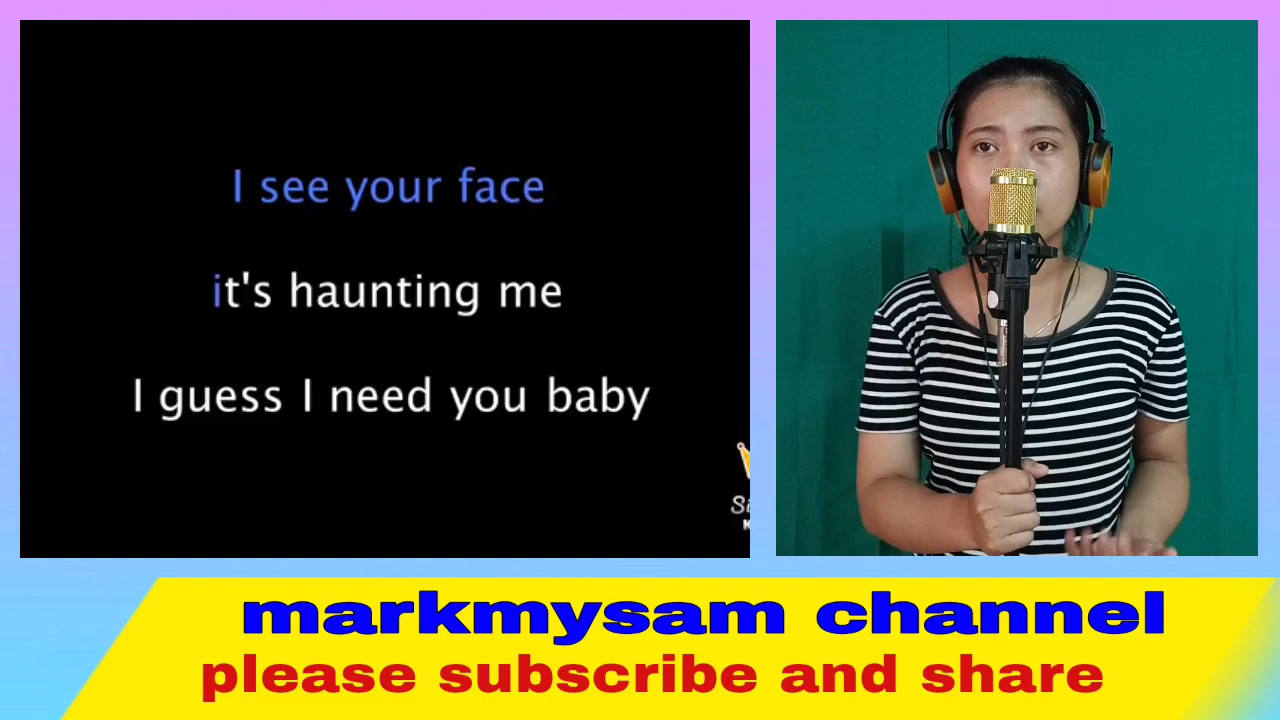 I see your face
it's haunting me
I guess I need you baby
markmysam channel
please subscribe and share